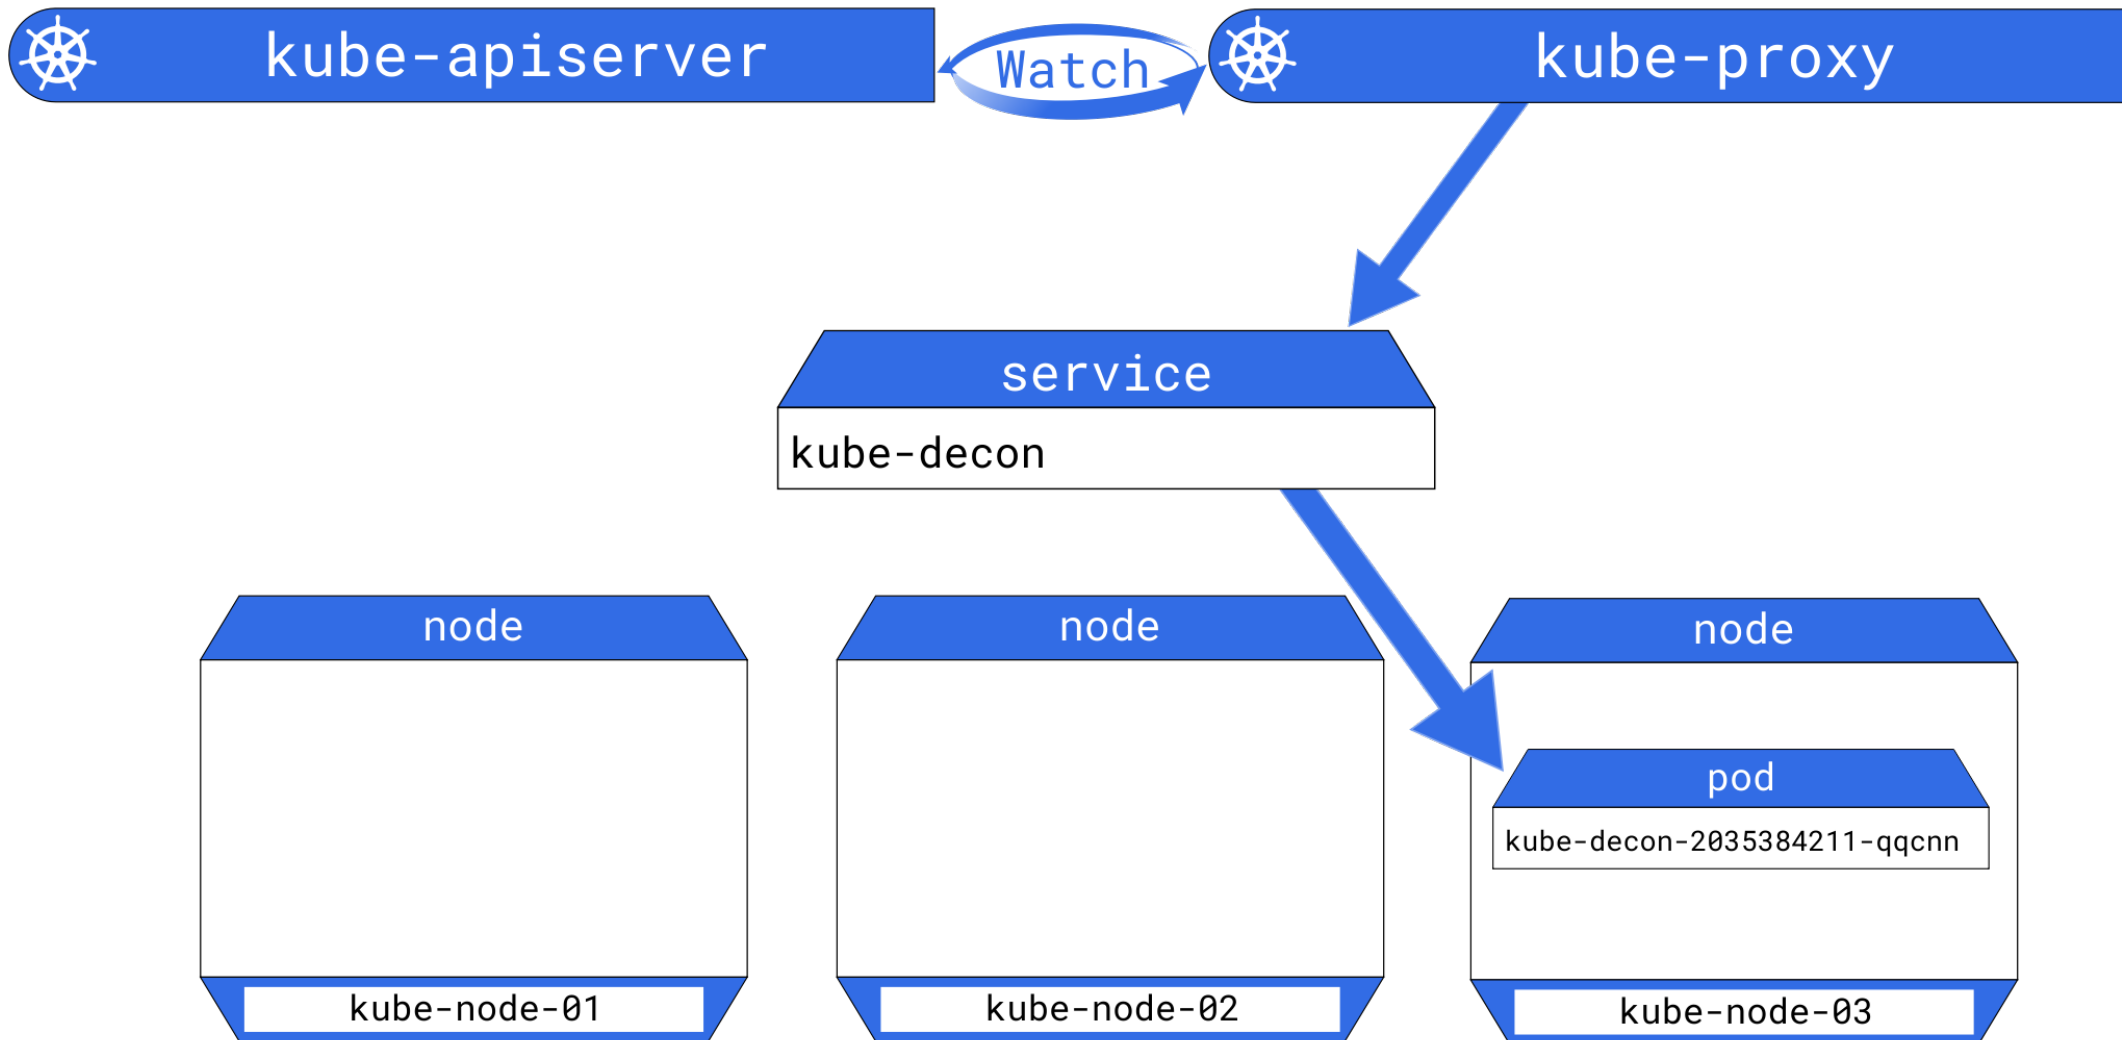 kube-apiserver
Watch
kube-proxy
service
kube-decon
node
node
node
pod
kube-decon-2035384211-qqcnn
kube-node-01
kube-node-02
kube-node-03